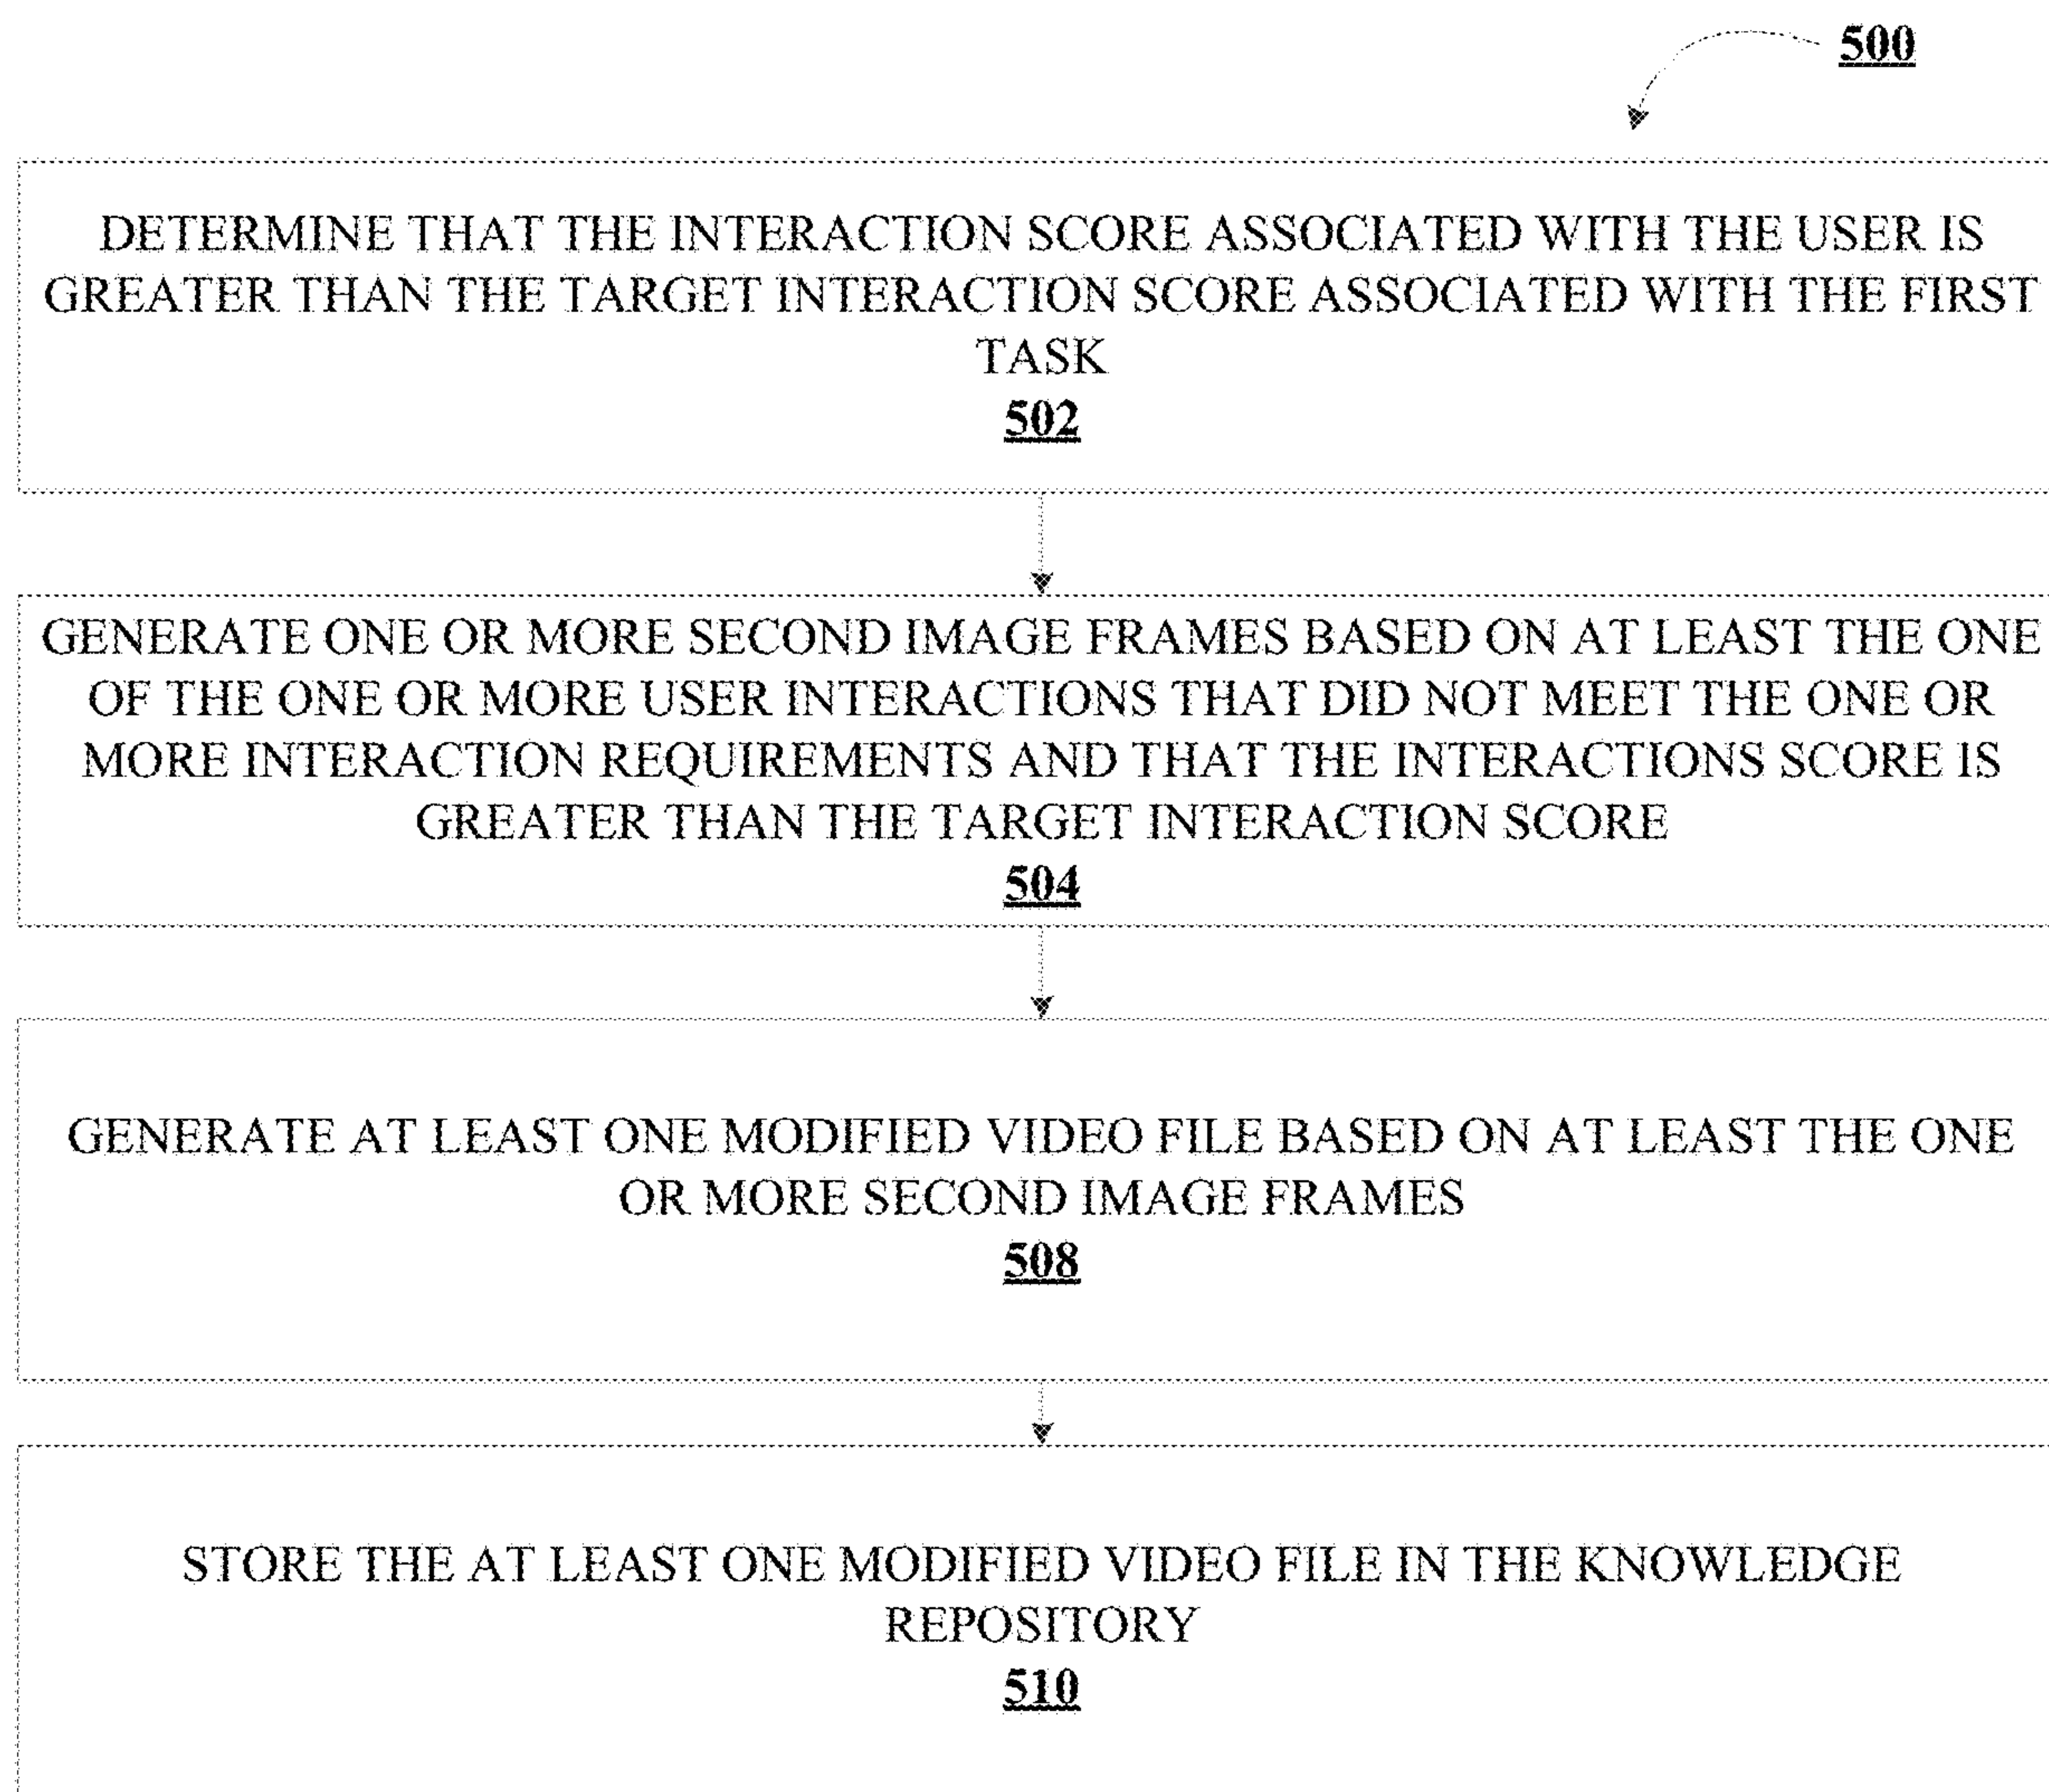 500
DETERMINE THAT THE INTERACTION SCORE ASSOCIATED WITH THE USER IS
GREATER THAN THE TARGET INTERACTION SCORE ASSOCIATED WITH THE FIRST
TASK
502
GENERATE ONE OR MORE SECOND IMAGE FRAMES BASED ON AT LEAST THE ONE
OF THE ONE OR MORE USER INTERACTIONS THAT DID NOT MEET THE ONE OR
MORE INTERACTION REQUIREMENTS AND THAT THE INTERACTIONS SCORE IS
GREATER THAN THE TARGET INTERACTION SCORE
504
GENERATE AT LEAST ONE MODIFIED VIDEO FILE BASED ON AT LEAST THE ONE
OR MORE SECOND IMAGE FRAMES
508
STORE THE AT LEAST ONE MODIFIED VIDEO FILE IN THE KNOWLEDGE
REPOSITORY
510